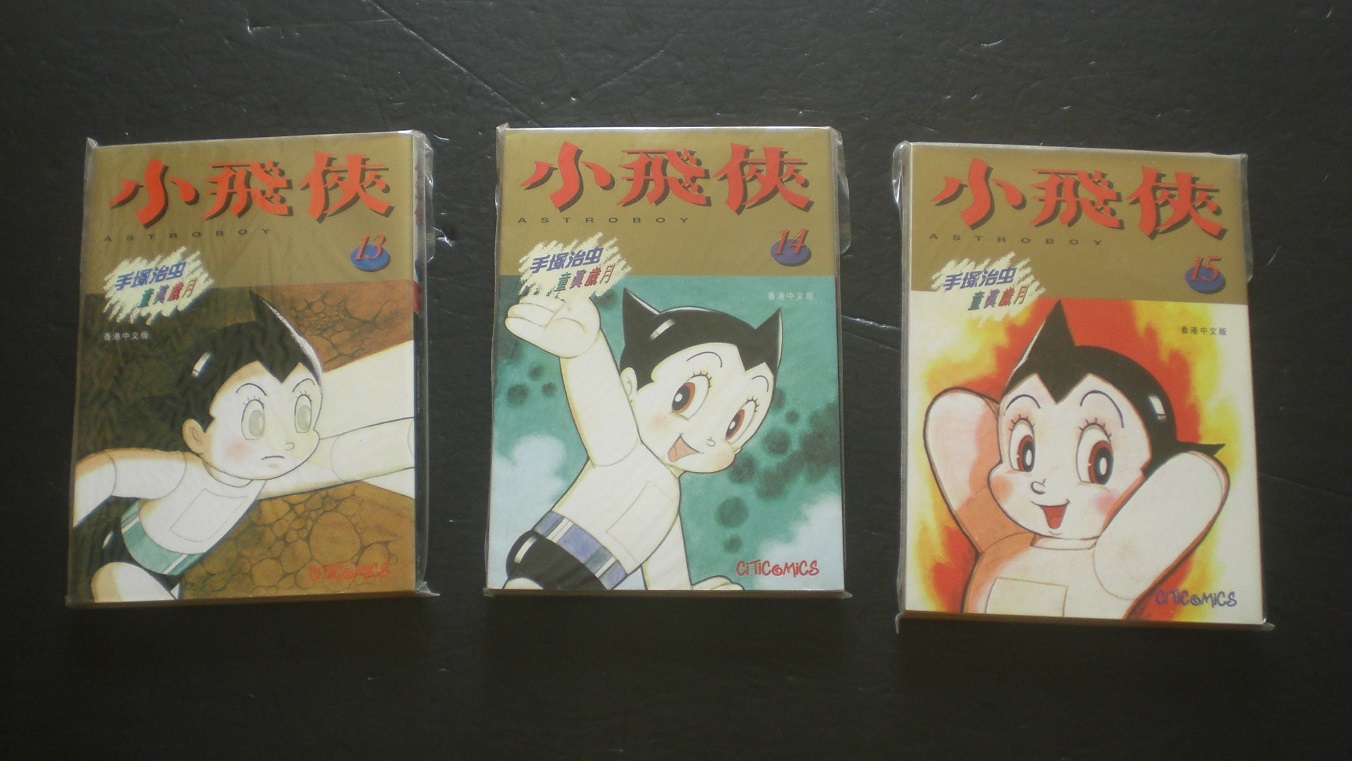 小飛俠
ASTROBOY
13
手塚治虫
童真歲月
香港中文版
CITICOMICS
小飛俠
ASTROBOY
14
手塚治虫
童真歲月
香港中文版
CITICOMICS
小飛俠
ASTROBOY
15
手塚治虫
童真歲月
香港中文版
CITICOMICS